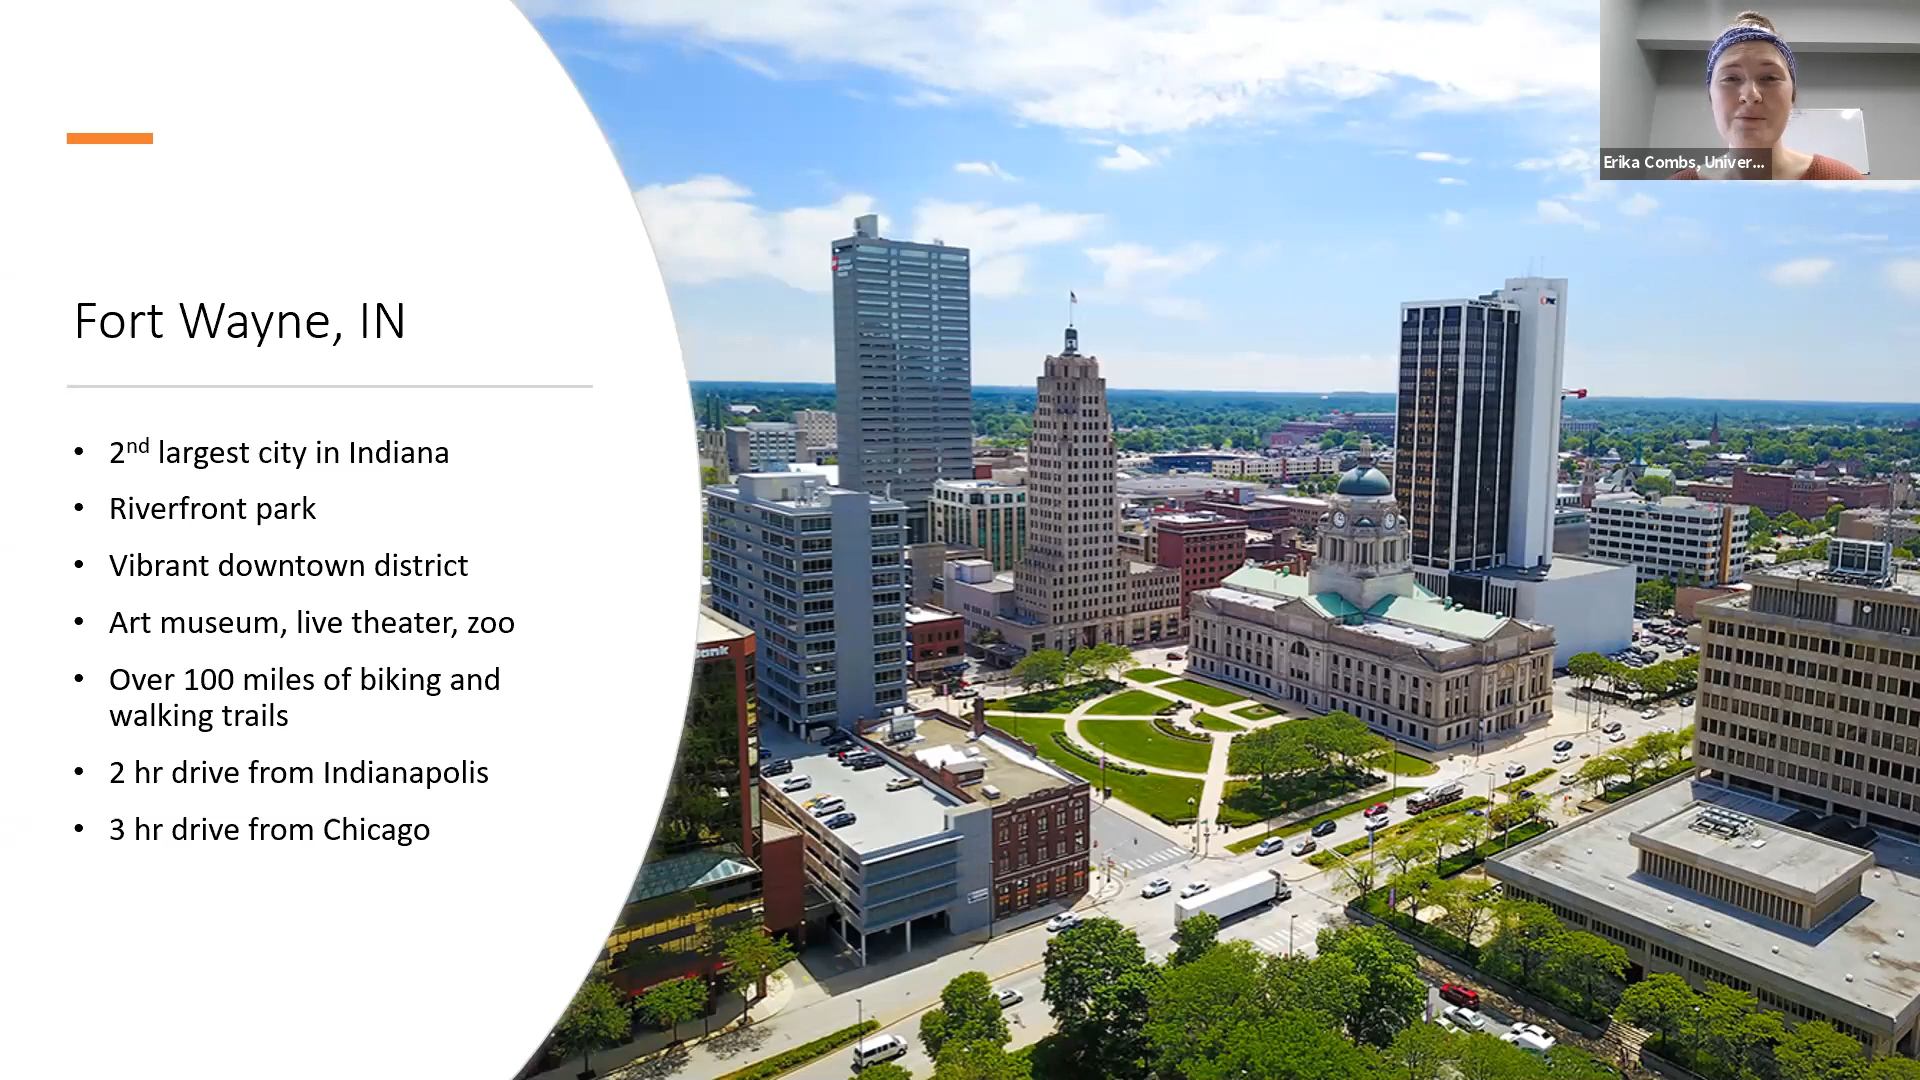 Erika Combs, Univer...
Fort Wayne, IN
• 2nd largest city in Indiana
• Riverfront park
• Vibrant downtown district
• Art museum, live theater, zoo
• Over 100 miles of biking and
walking trails
• 2 hr drive from Indianapolis
• 3 hr drive from Chicago
ank